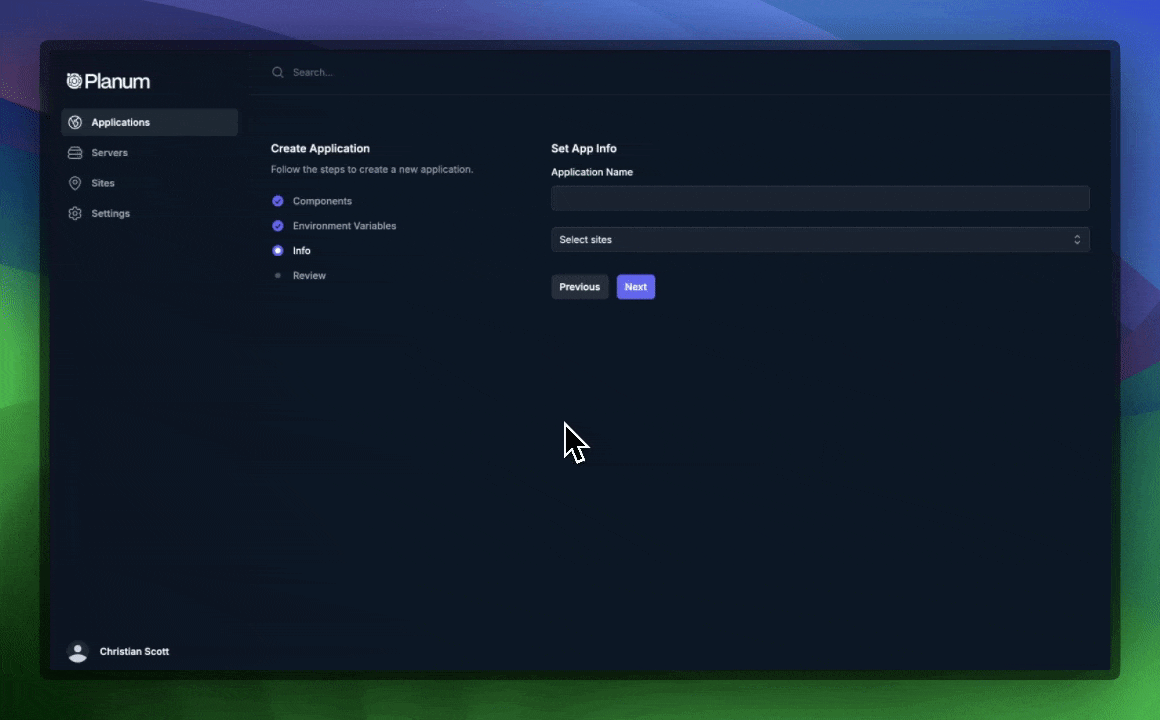 Planum
Search...
Applications
Servers
Sites
Settings
Create Application
Follow the steps to create a new application.
Components
Environment Variables
Info
Review
Set App Info
Application Name
Select sites
Previous
Next
Christian Scott